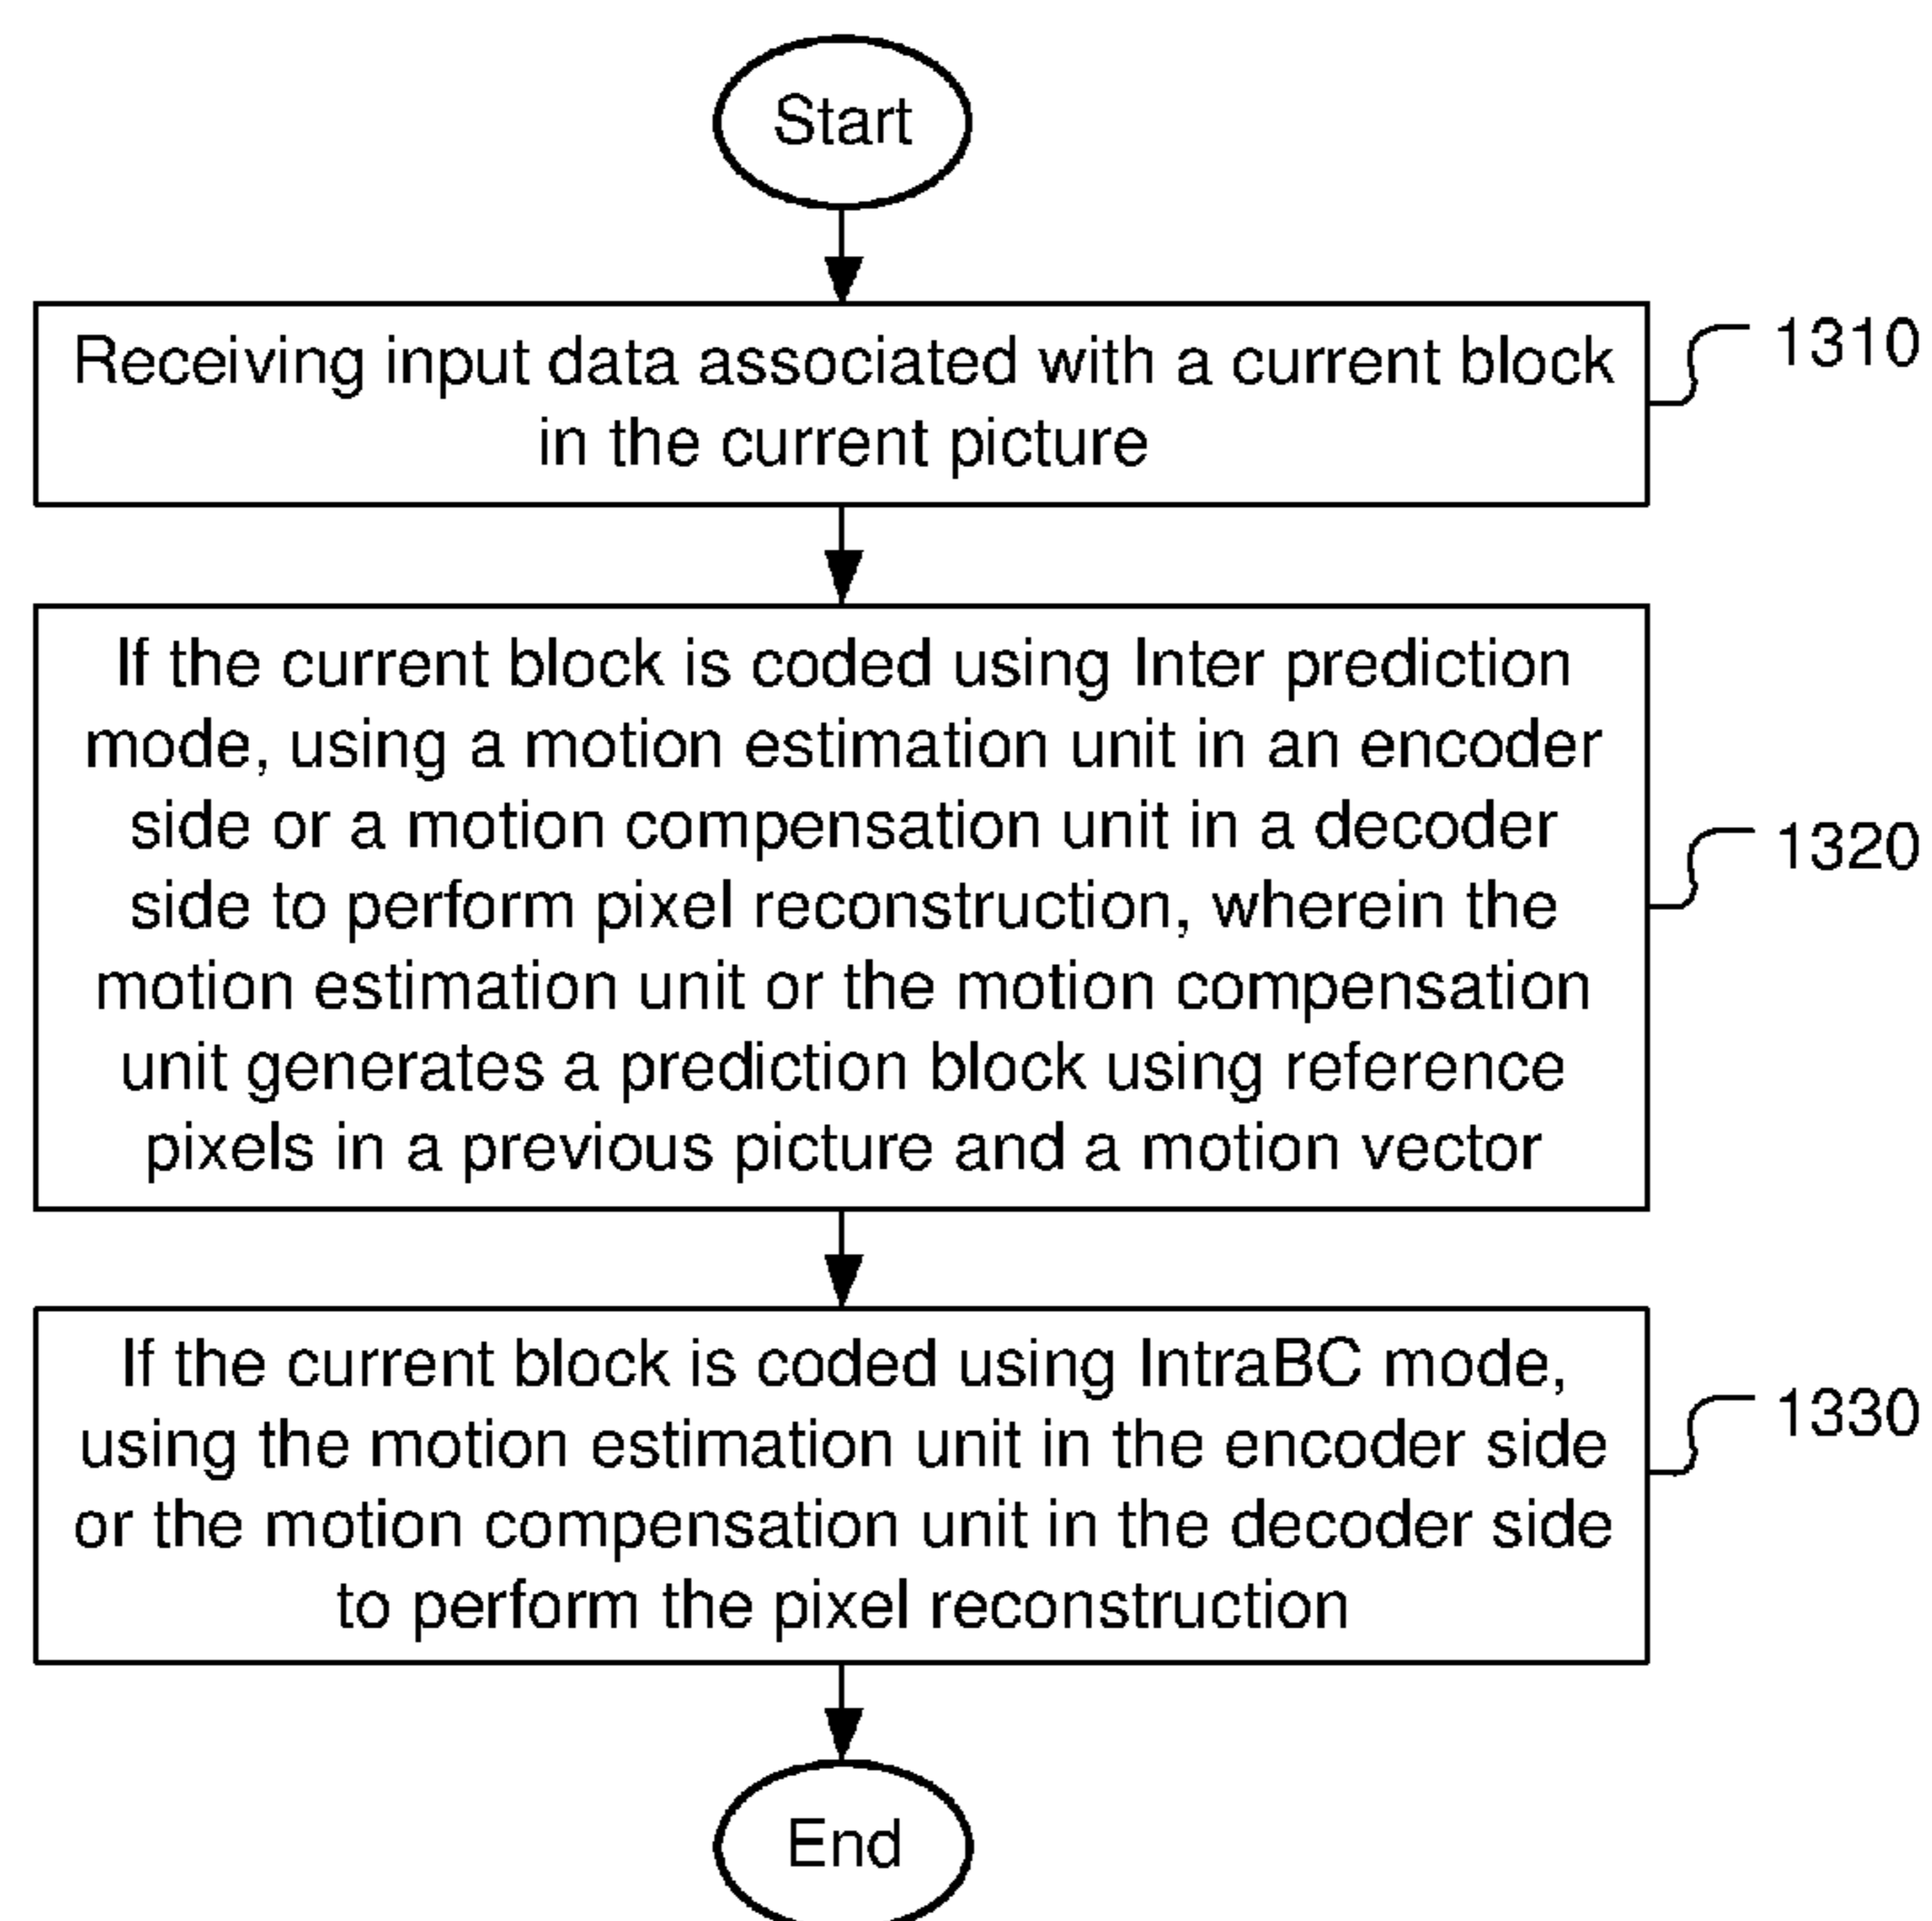 Start
Receiving input data associated with a current block
in the current picture
1310
If the current block is coded using Inter prediction
mode, using a motion estimation unit in an encoder
side or a motion compensation unit in a decoder
side to perform pixel reconstruction, wherein the
motion estimation unit or the motion compensation
unit generates a prediction block using reference
pixels in a previous picture and a motion vector
1320
If the current block is coded using IntraBC mode,
using the motion estimation unit in the encoder side
or the motion compensation unit in the decoder side
to perform the pixel reconstruction
1330
End